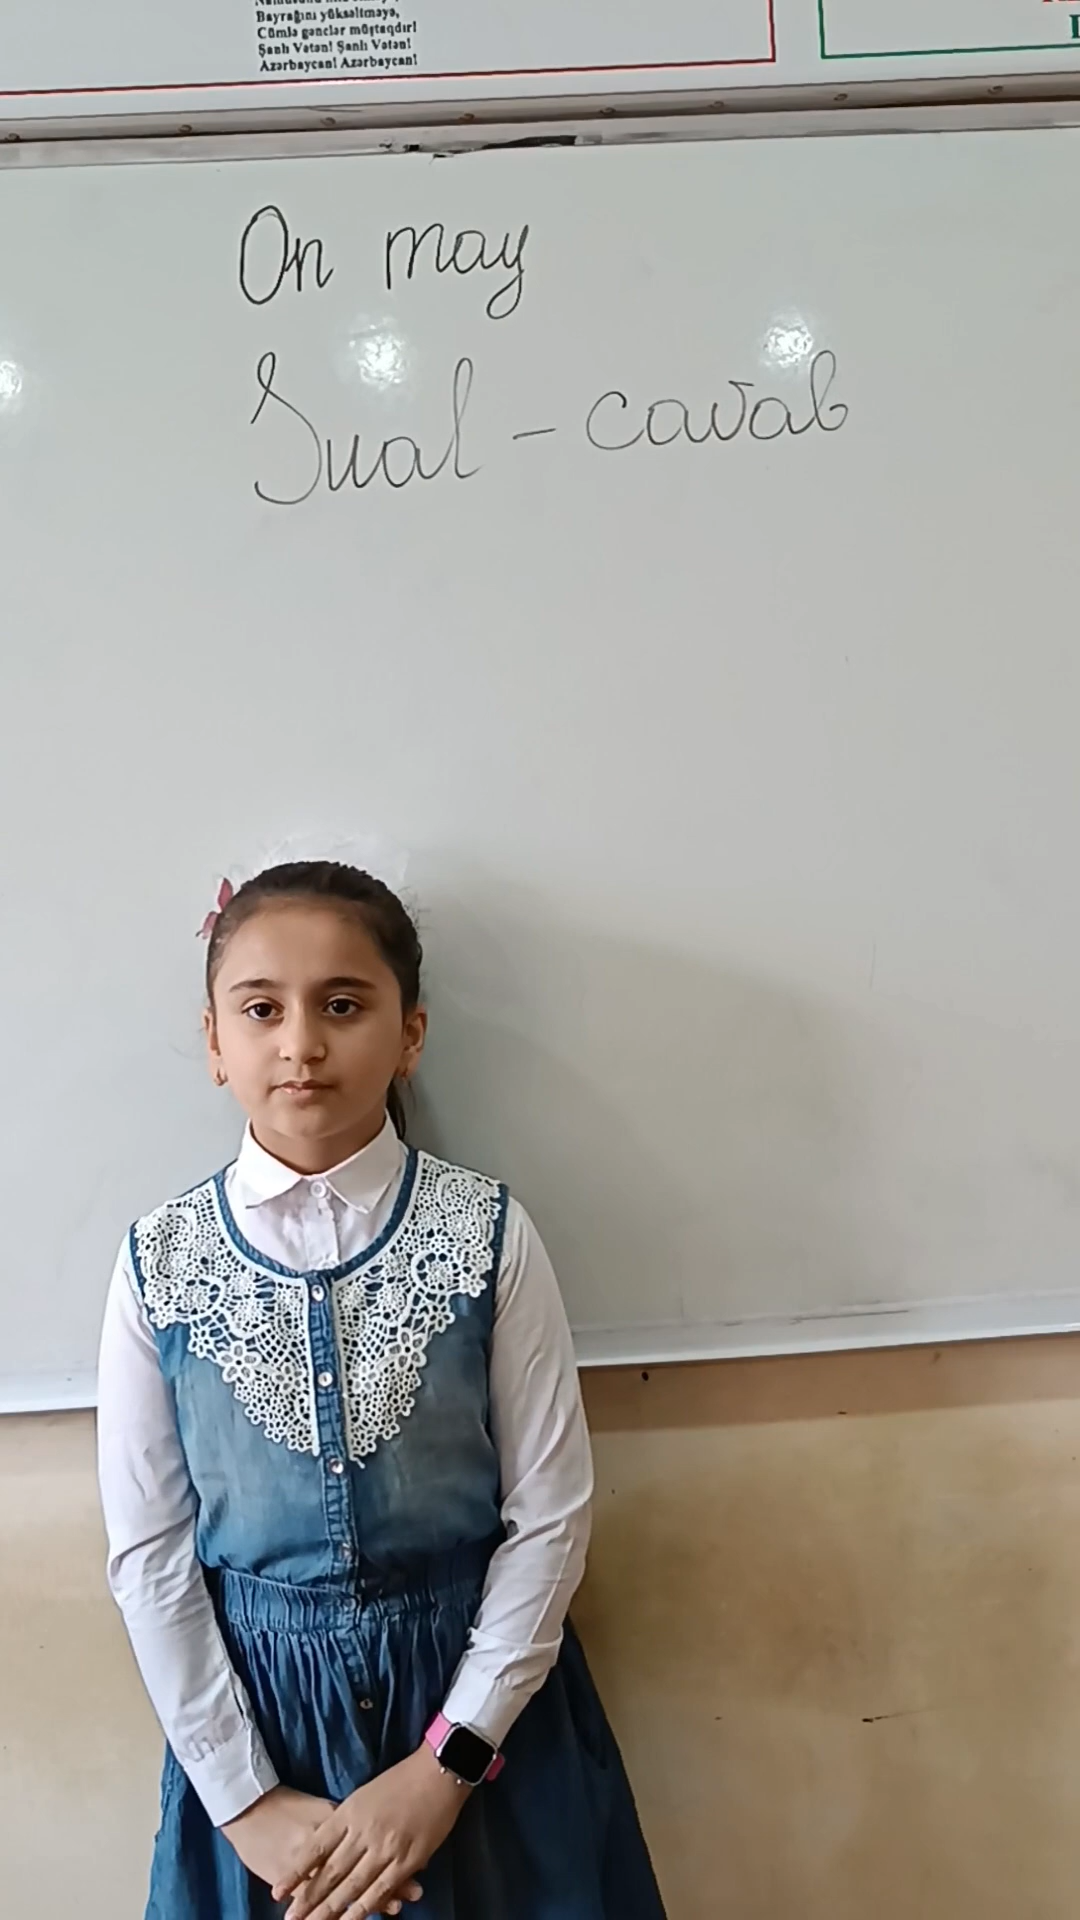 Bayrağını yüksəltməyə,
Cümlə gənclər müştaqdır!
Şanlı Vətən! Şanlı Vətən!
Azərbaycan! Azərbaycan!
On may
Sual - cavab